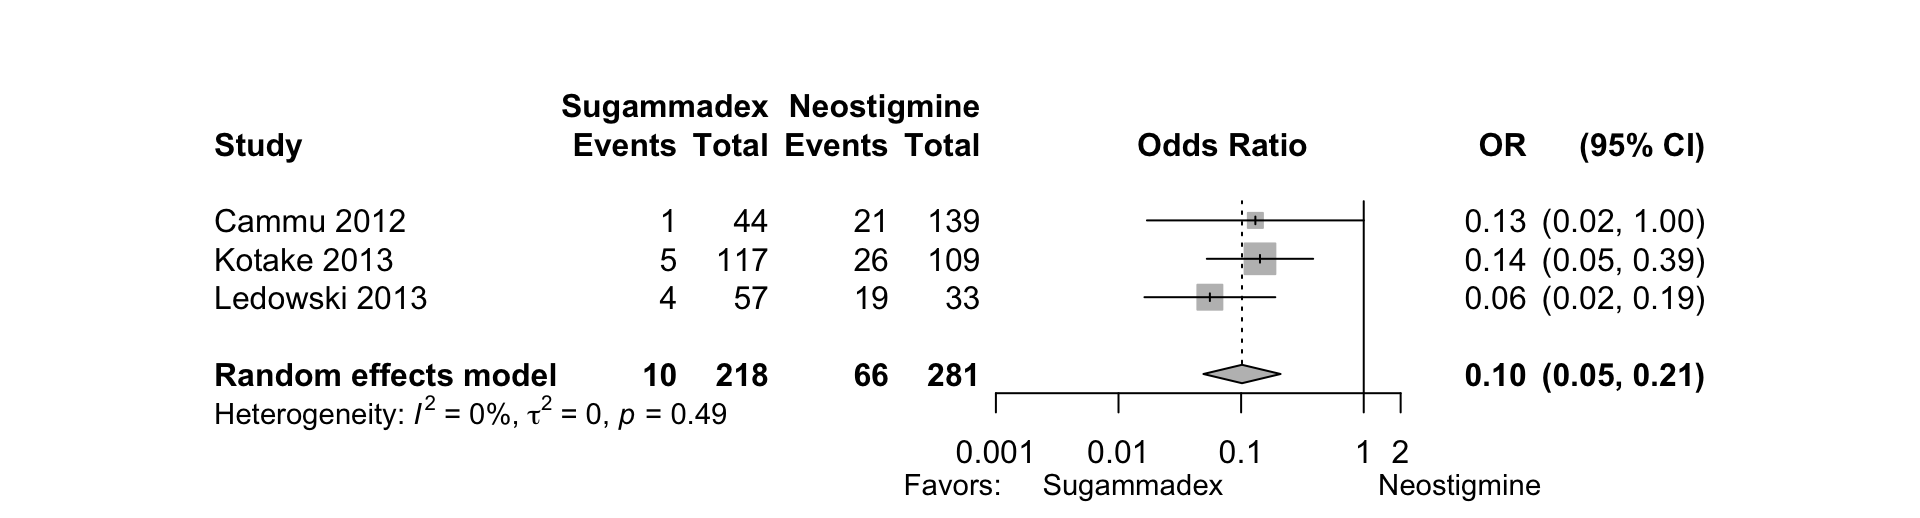 Sugammadex Neostigmine
Study Events Total Events Total Odds Ratio OR (95% CI)
Cammu 2012 1 44 21 139 0.13 (0.02, 1.00)
Kotake 2013 5 117 26 109 0.14 (0.05, 0.39)
Ledowski 2013 4 57 19 33 0.06 (0.02, 0.19)
Random effects model 10 218 66 281 0.10 (0.05, 0.21)
Heterogeneity: I² = 0%, τ² = 0, p = 0.49
0.001 0.01 0.1 1 2
Favors: Sugammadex Neostigmine